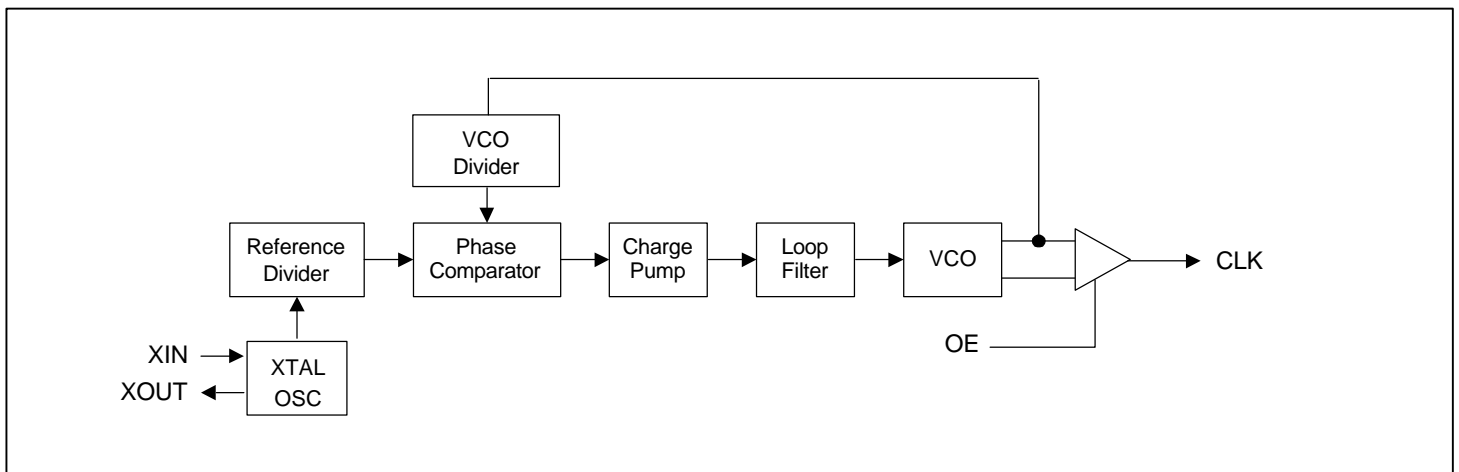 VCO
Divider
Reference
Divider
Phase
Comparator
Charge
Pump
Loop
Filter
VCO
CLK
XIN
XOUT
XTAL
OSC
OE